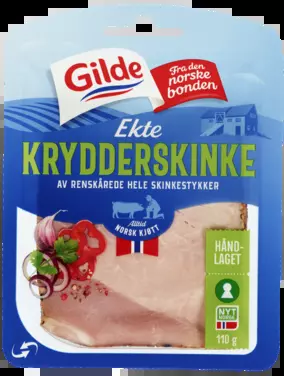 Gilde
Fra den
norske
bonden
Ekte
KRYDDERSKINKE
AV RENSKÅREDE HELE SKINKESTYKKER
Alltid
NORSK KJØTT
HÅND-
LAGET
NYT
NORGE
110 g